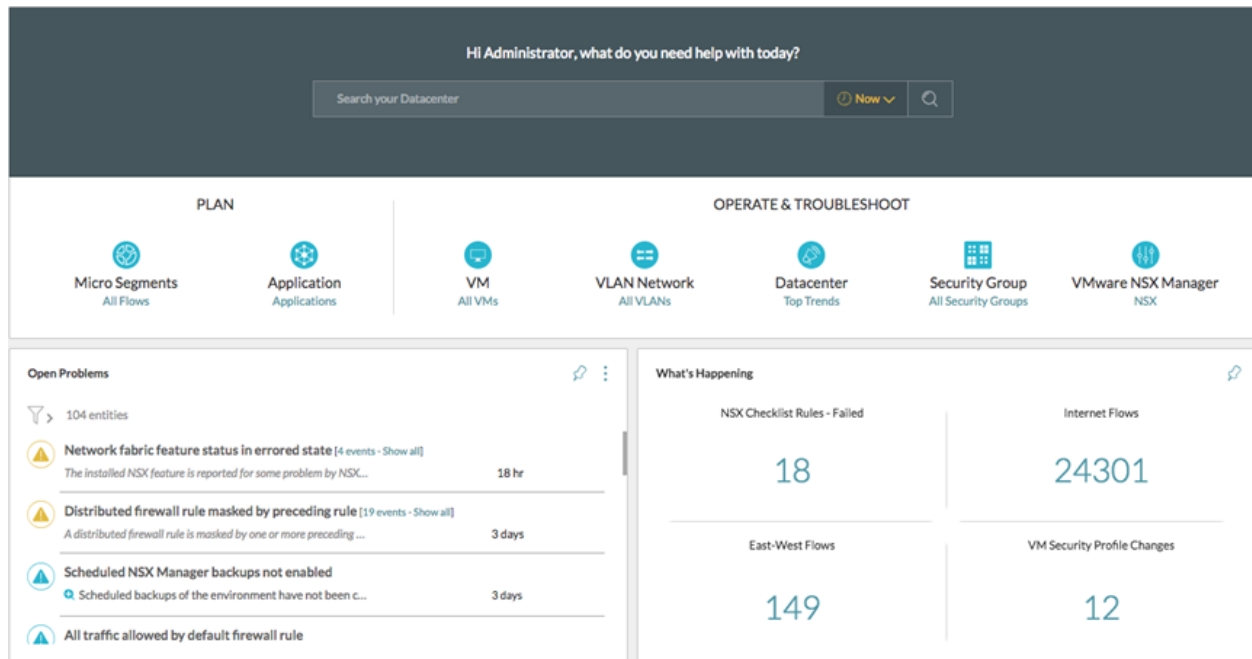 Hi Administrator, what do you need help with today?
Search your Datacenter
Now
PLAN
OPERATE & TROUBLESHOOT
Micro Segments
All Flows
Application
Applications
VM
All VMs
VLAN Network
All VLANs
Datacenter
Top Trends
Security Group
All Security Groups
VMware NSX Manager
NSX
Open Problems
104 entities
Network fabric feature status in errored state [4 events - Show all]
The installed NSX feature is reported for some problem by NSX...
18 hr
Distributed firewall rule masked by preceding rule [19 events - Show all]
A distributed firewall rule is masked by one or more preceding ...
3 days
Scheduled NSX Manager backups not enabled
Scheduled backups of the environment have not been c...
3 days
All traffic allowed by default firewall rule
What's Happening
NSX Checklist Rules - Failed
18
Internet Flows
24301
East-West Flows
149
VM Security Profile Changes
12